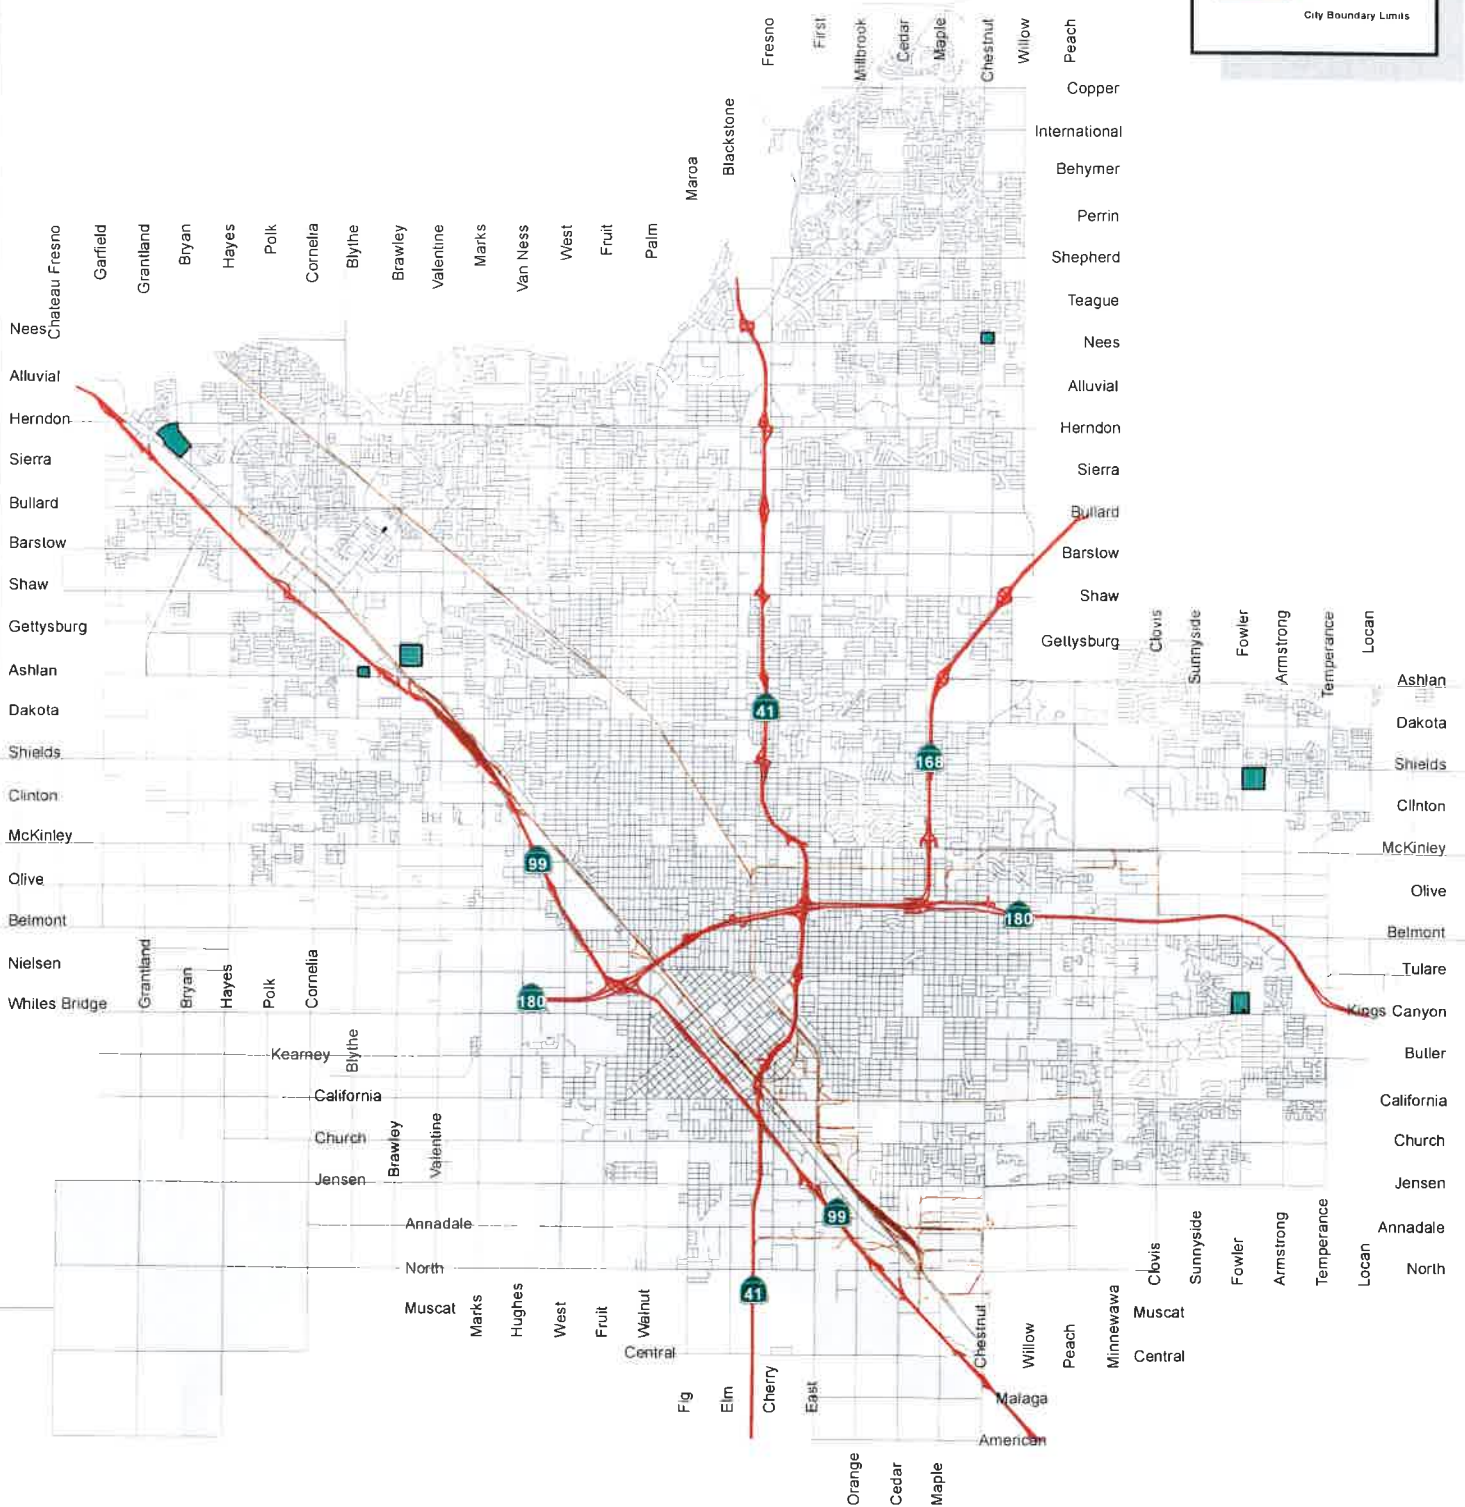 City Boundary Limits
Fresno
First
Millbrook
Cedar
Maple
Chestnut
Willow
Peach
Copper
International
Behymer
Perrin
Shepherd
Teague
Nees
Alluvial
Herndon
Sierra
Bullard
Barstow
Shaw
Gettysburg
Blackstone
Maroa
Chateau Fresno
Garfield
Grantland
Bryan
Hayes
Polk
Cornelia
Blythe
Brawley
Valentine
Marks
Van Ness
West
Fruit
Palm
Nees
Alluvial
Herndon
Sierra
Bullard
Barstow
Shaw
Gettysburg
Ashlan
Dakota
Shields
Clinton
McKinley
Olive
Belmont
Nielsen
Whites Bridge
Clovis
Sunnyside
Fowler
Armstrong
Temperance
Locan
Ashlan
Dakota
Shields
Clinton
McKinley
Olive
Belmont
Tulare
Kings Canyon
Butler
California
Church
Jensen
Annadale
North
41
168
99
180
180
Grantland
Bryan
Hayes
Polk
Cornelia
Blythe
Kearney
California
Church
Jensen
Brawley
Valentine
Annadale
North
Muscat
99
41
Marks
Hughes
West
Fruit
Walnut
Central
Fig
Elm
Cherry
East
Orange
Cedar
Maple
Chestnut
Willow
Peach
Minnewawa
Clovis
Sunnyside
Fowler
Armstrong
Temperance
Locan
Muscat
Central
Malaga
American